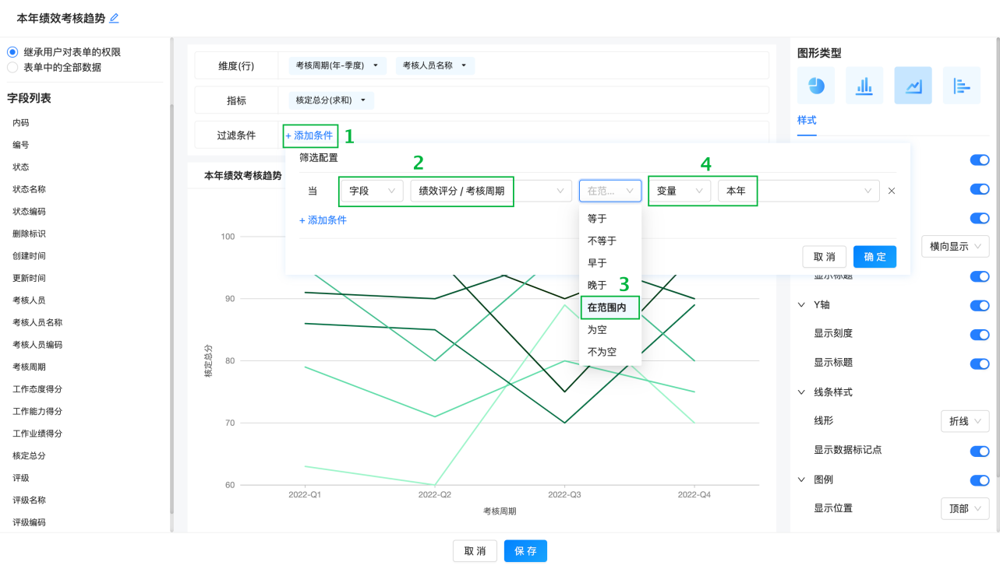 本年绩效考核趋势
继承用户对表单的权限
表单中的全部数据
字段列表
内码
编号
状态
状态名称
状态编码
删除标识
创建时间
更新时间
考核人员
考核人员名称
考核人员编码
考核周期
工作态度得分
工作能力得分
工作业绩得分
核定总分
评级
评级名称
评级编码
维度(行) 考核周期(年-季度) 考核人员名称
指标 核定总分(求和)
过滤条件 + 添加条件 1
筛选配置
2 4
当 字段 绩效评分 / 考核周期 在范... 变量 本年
+ 添加条件
取 消 确 定
等于
不等于
早于
晚于
3
在范围内
为空
不为空
本年绩效考核趋势
100
90
80
70
60
核定总分
2022-Q1 2022-Q2 2022-Q3 2022-Q4
考核周期
图形类型
样式
横向显示
显示标题
Y轴
显示刻度
显示标题
线条样式
线形 折线
显示数据标记点
图例
显示位置 顶部
取 消 保 存